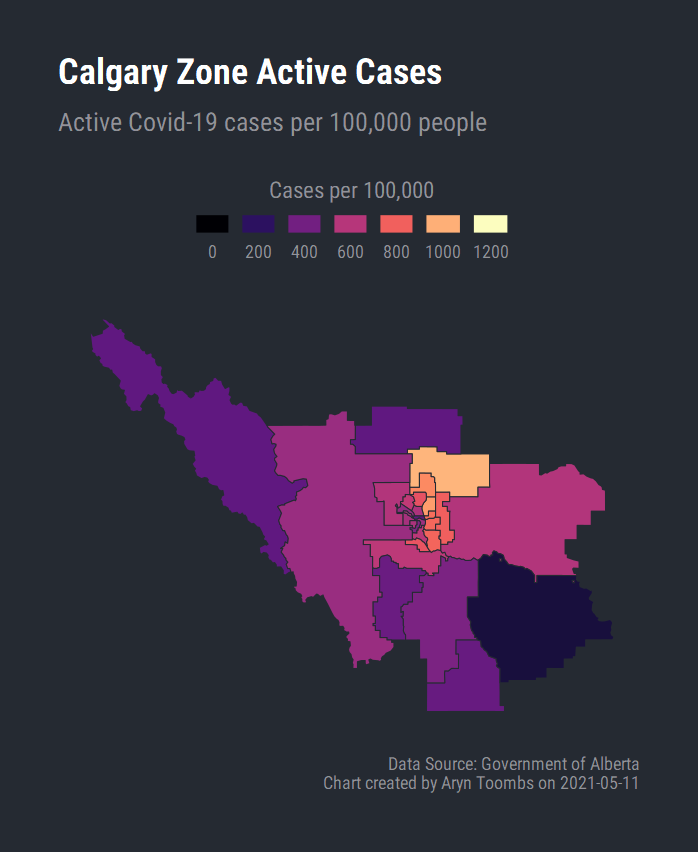 Calgary Zone Active Cases
Active Covid-19 cases per 100,000 people
Cases per 100,000
0 200 400 600 800 1000 1200
Data Source: Government of Alberta
Chart created by Aryn Toombs on 2021-05-11